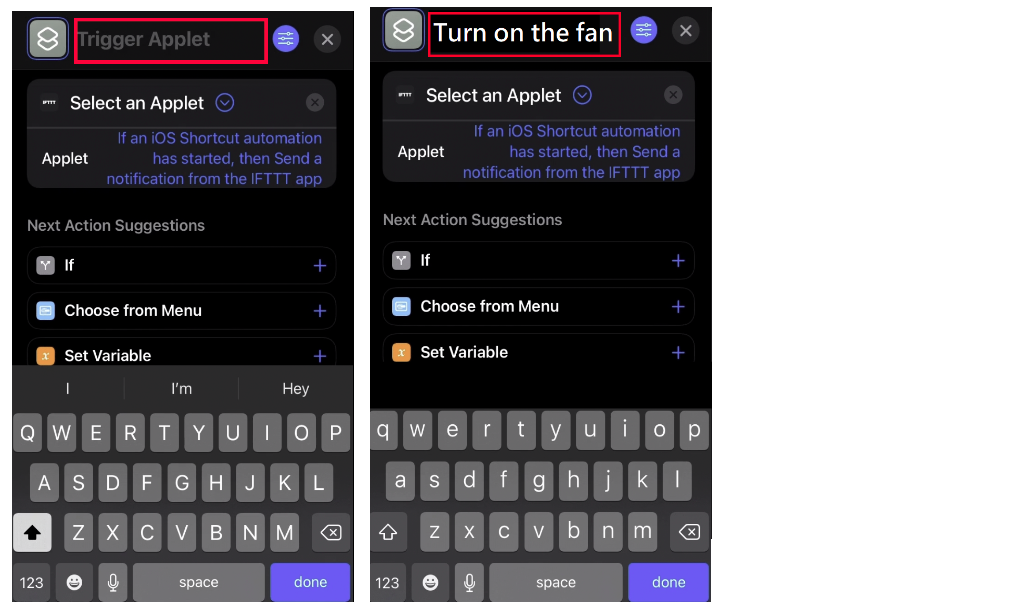 Trigger Applet
IFTTT
Select an Applet
Applet
If an iOS Shortcut automation
has started, then Send a
notification from the IFTTT app
Next Action Suggestions
If
Choose from Menu
x
Set Variable
I
I'm
Hey
Q W E R T Y U I O P
A S D F G H J K L
Z X C V B N M
123
space
done
Turn on the fan
IFTTT
Select an Applet
Applet
If an iOS Shortcut automation
has started, then Send a
notification from the IFTTT app
Next Action Suggestions
If
Choose from Menu
x
Set Variable
q w e r t y u i o p
a s d f g h j k l
z x c v b n m
123
space
done